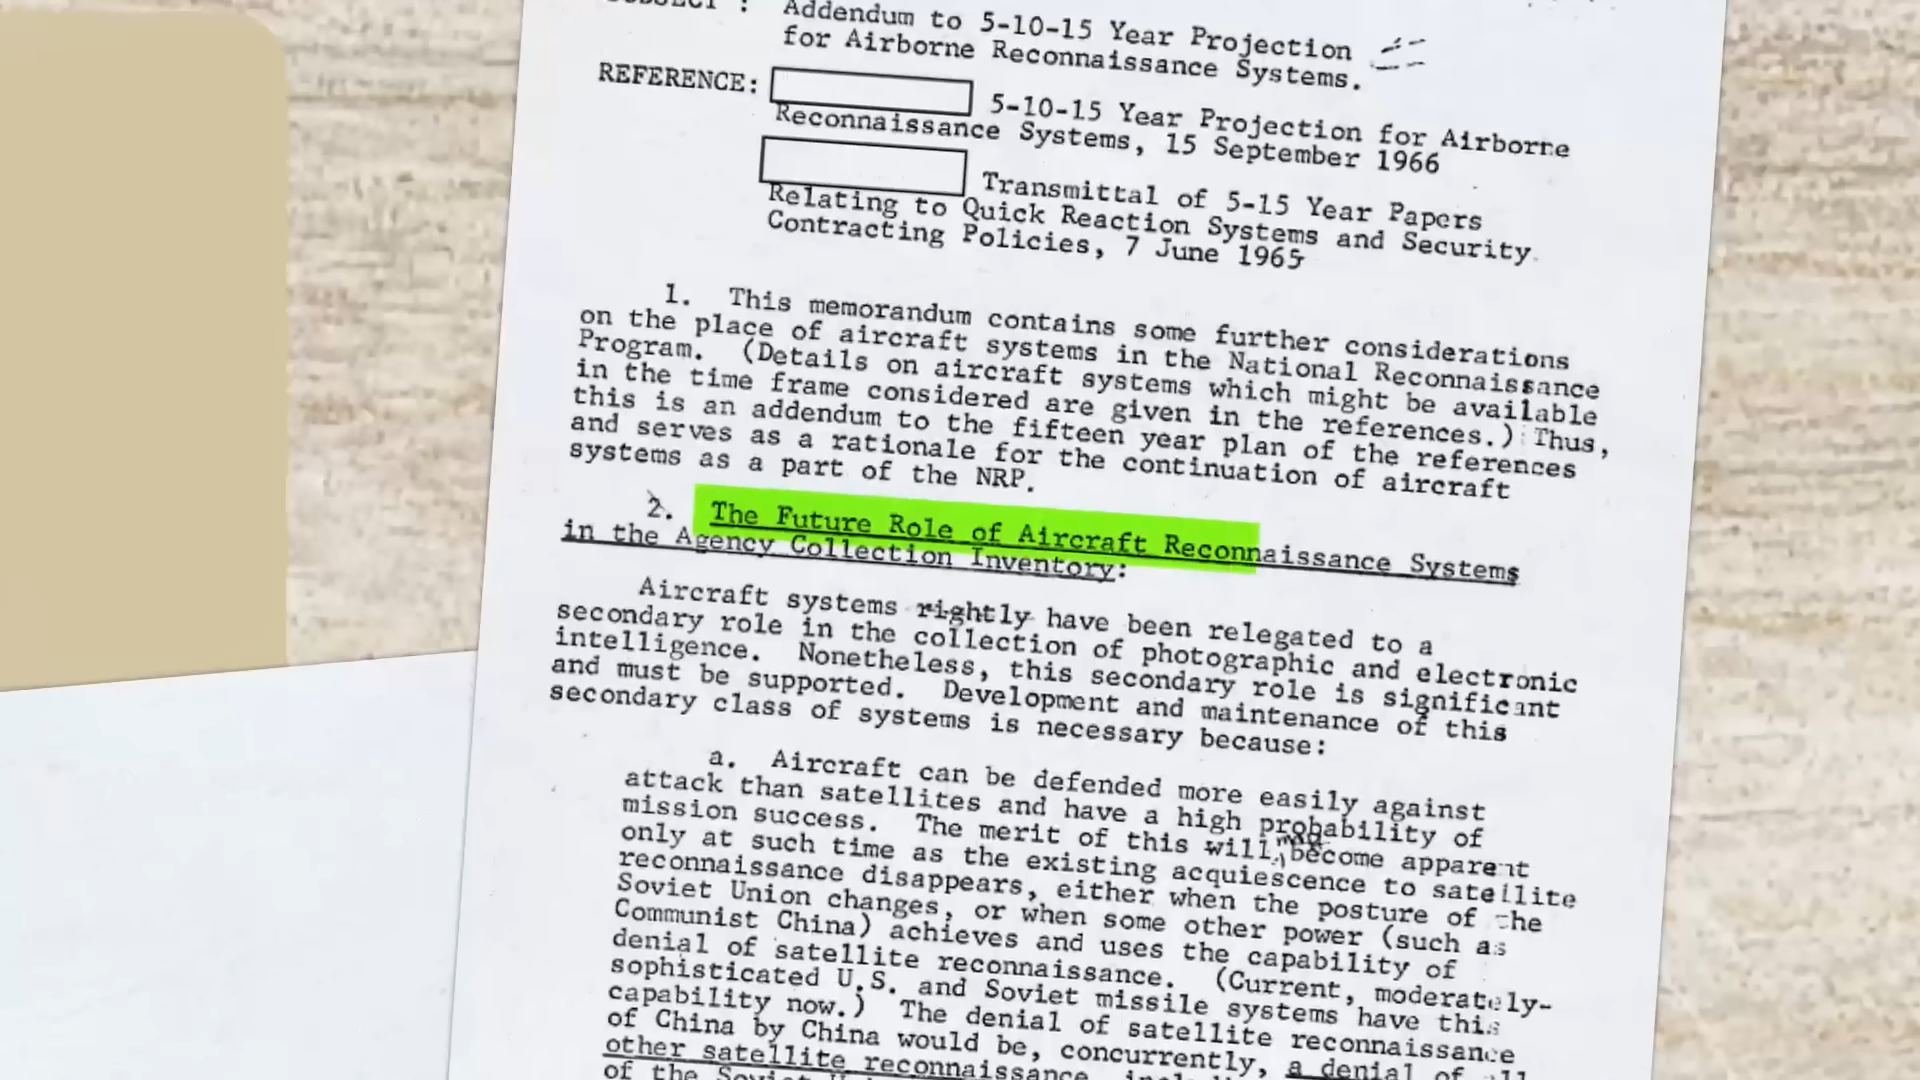 SUBJECT : Addendum to 5-10-15 Year Projection
for Airborne Reconnaissance Systems.
REFERENCE: 5-10-15 Year Projection for Airborne
Reconnaissance Systems, 15 September 1966
Transmittal of 5-15 Year Papers
Relating to Quick Reaction Systems and Security
Contracting Policies, 7 June 1965
1. This memorandum contains some further considerations
on the place of aircraft systems in the National Reconnaissance
Program. (Details on aircraft systems which might be available
in the time frame considered are given in the references.) Thus,
this is an addendum to the fifteen year plan of the references
and serves as a rationale for the continuation of aircraft
systems as a part of the NRP.
2. The Future Role of Aircraft Reconnaissance Systems
in the Agency Collection Inventory:
Aircraft systems rightly have been relegated to a
secondary role in the collection of photographic and electronic
intelligence. Nonetheless, this secondary role is significant
and must be supported. Development and maintenance of this
secondary class of systems is necessary because:
a. Aircraft can be defended more easily against
attack than satellites and have a high probability of
mission success. The merit of this will become apparent
only at such time as the existing acquiescence to satellite
reconnaissance disappears, either when the posture of the
Soviet Union changes, or when some other power (such as
Communist China) achieves and uses the capability of
denial of satellite reconnaissance. (Current, moderately-
sophisticated U.S. and Soviet missile systems have this
capability now.) The denial of satellite reconnaissance
of China by China would be, concurrently, a denial of all
other satellite reconnaissance,
of the Soviet